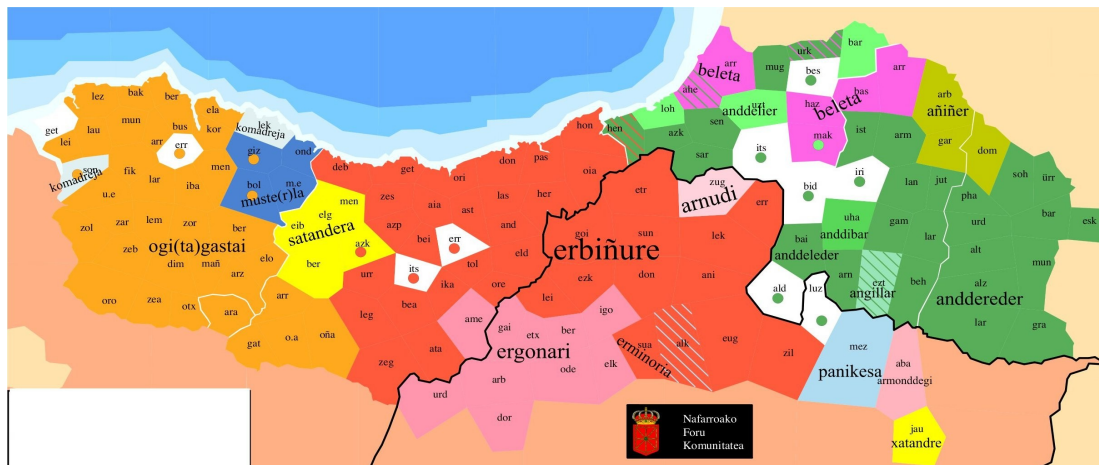 lez bak ber
get lau mun ela
lei arr bus kor lek
err komadreja
son
komadreja
fik men giz ond
u.e lar iba bol m.e
muste(r)la
zol zar lem zor ber
zeb ogi(ta)gastai
dim mañ elo
arz
oro zea otx ara
arr
gat o.a oña
men
elg
eib
satandera
azk
ber
deb get don pas hon
ori oia
zes las her
azp aia ast
bei err and
its tol eld
urr ika ore
leg bea
zeg ata
hen
etr
goi sun
erbiñure
lek
err
ezk don ani
lei
zug
arnudi
ame igo
gai etx ber
ergonari
elk ode
arb
urd
dor
sua alk eug
erminoria
zil
loh
ahe arr mug urk bar
beleta
bes
uzt
anddeñer
azk sen
sar
its
haz bas arr
beleta
mak
ist arm
arb
añiñer
gar dom
bid iri
lan jut pha soh ürr
uha
anddibar
gam lar urd bar esk
bai
anddeleder
alt mun
arn ezt beh
angillar
alz
anddereder
ald luz
lar gra
mez
panikesa
aba
armonddegi
jau
xatandre
Nafarroako
Foru
Komunitatea